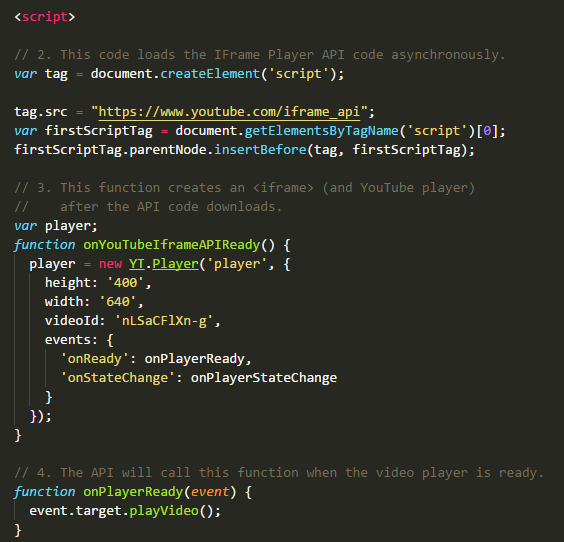 <script>
// 2. This code loads the IFrame Player API code asynchronously.
var tag = document.createElement('script');
tag.src = "https://www.youtube.com/iframe_api";
var firstScriptTag = document.getElementsByTagName('script')[0];
firstScriptTag.parentNode.insertBefore(tag, firstScriptTag);
// 3. This function creates an <iframe> (and YouTube player)
//    after the API code downloads.
var player;
function onYouTubeIframeAPIReady() {
  player = new YT.Player('player', {
    height: '400',
    width: '640',
    videoId: 'nLSaCFlXn-g',
    events: {
      'onReady': onPlayerReady,
      'onStateChange': onPlayerStateChange
    }
  });
}
// 4. The API will call this function when the video player is ready.
function onPlayerReady(event) {
  event.target.playVideo();
}